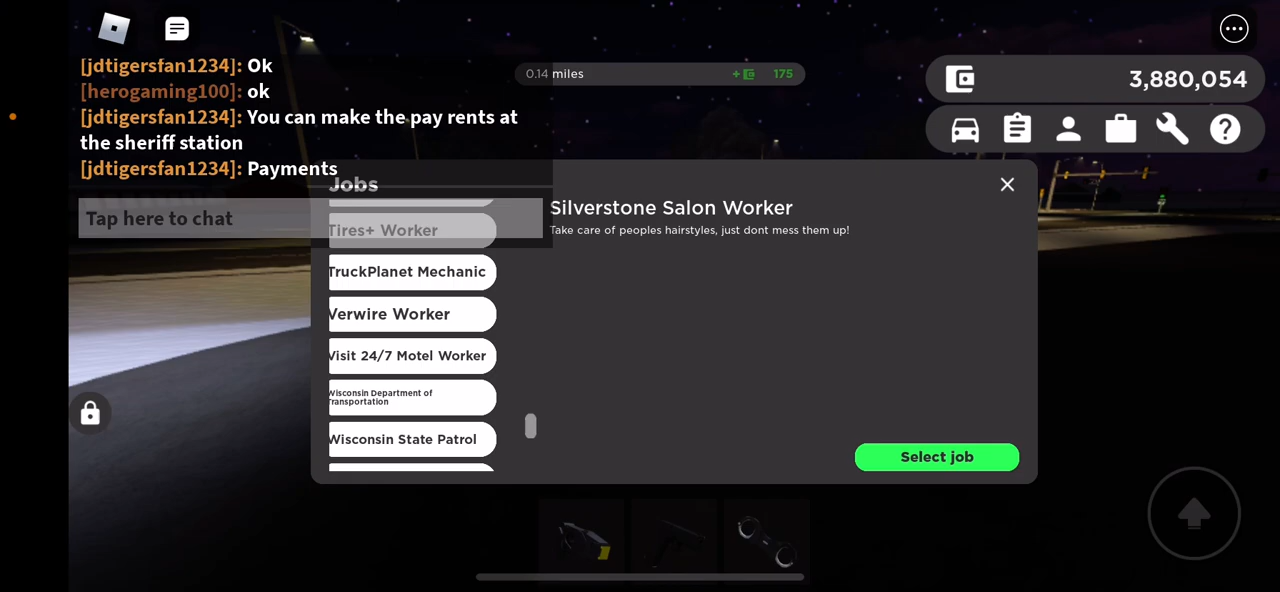 [jdtigersfan1234]: Ok
[herogaming100]: ok
[jdtigersfan1234]: You can make the pay rents at
the sheriff station
[jdtigersfan1234]: Payments
Tap here to chat
0.14 miles
+ 175
3,880,054
Jobs
Tires+ Worker
TruckPlanet Mechanic
Verwire Worker
Visit 24/7 Motel Worker
Wisconsin Department of
Transportation
Wisconsin State Patrol
Silverstone Salon Worker
Take care of peoples hairstyles, just dont mess them up!
Select job